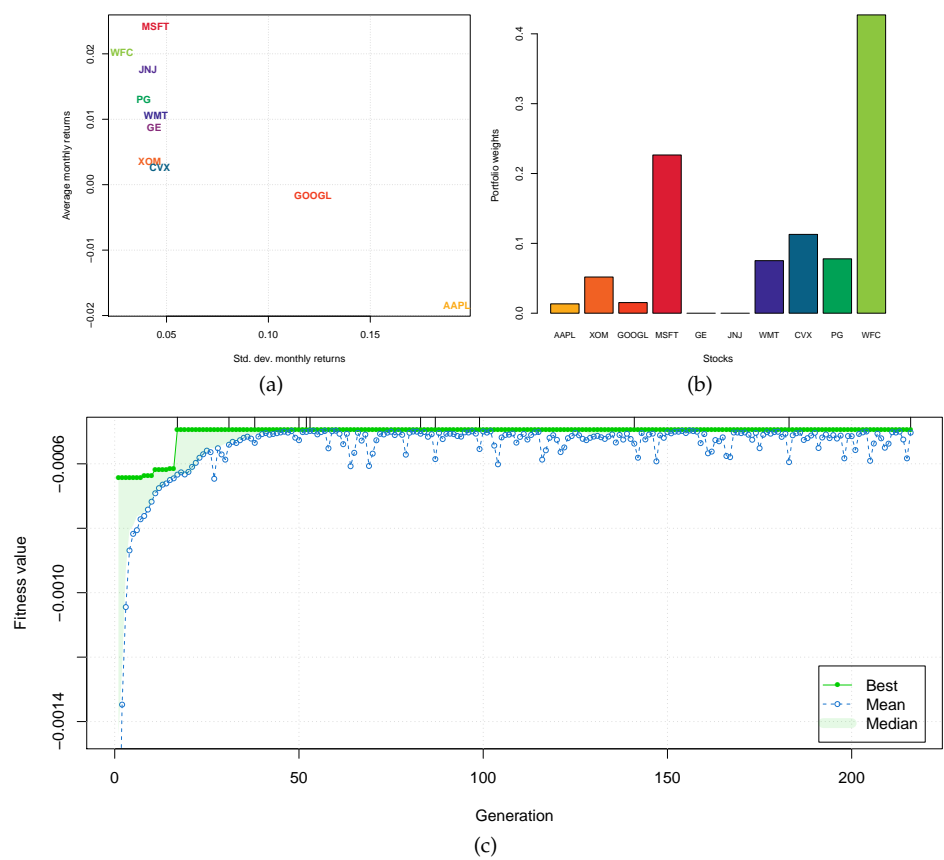 MSFT
WFC
JNJ
PG
WMT
GE
XOM
CVX
GOOGL
AAPL
0.02
0.01
0.00
−0.01
−0.02
Average monthly returns
0.05 0.10 0.15
Std. dev. monthly returns
(a)
0.4
0.3
0.2
0.1
0.0
Portfolio weights
AAPL XOM GOOGL MSFT GE JNJ WMT CVX PG WFC
Stocks
(b)
−0.0006
−0.0010
−0.0014
Fitness value
Best
Mean
Median
0 50 100 150 200
Generation
(c)